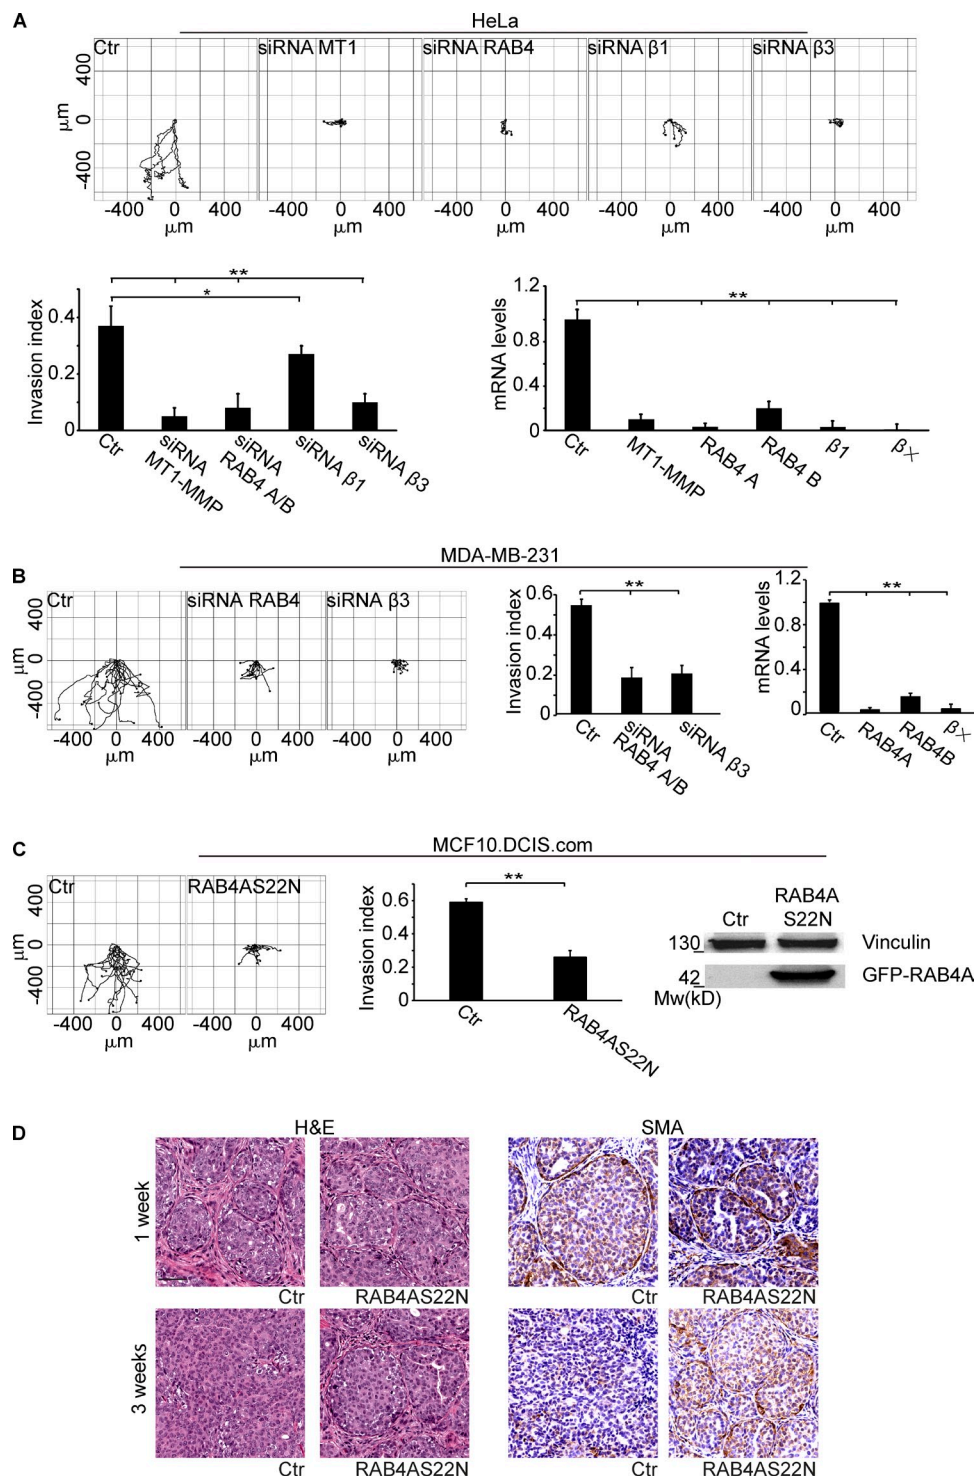 A
HeLa
Ctr
siRNA MT1
siRNA RAB4
siRNA β1
siRNA β3
400
0
-400
μm
-400 0 400
-400 0 400
-400 0 400
-400 0 400
-400 0 400
μm
μm
μm
μm
μm
**
*
0.4
0.2
0
Invasion index
Ctr
siRNA
MT1-MMP
siRNA
RAB4 A/B
siRNA β1
siRNA β3
**
1.2
0.8
0.4
0
mRNA levels
Ctr
MT1-MMP
RAB4 A
RAB4 B
β1
β
B
MDA-MB-231
Ctr
siRNA RAB4
siRNA β3
400
0
-400
μm
-400 0 400
-400 0 400
-400 0 400
μm
μm
μm
**
0.6
0.4
0.2
0
Invasion index
Ctr
siRNA
RAB4 A/B
siRNA β3
**
1.2
0.8
0.4
0
mRNA levels
Ctr
RAB4A
RAB4B
β
C
MCF10.DCIS.com
Ctr
RAB4AS22N
400
0
-400
μm
-400 0 400
-400 0 400
μm
μm
**
0.6
0.4
0.2
0
Invasion index
Ctr
RAB4AS22N
Ctr
RAB4A
S22N
130
Vinculin
42
GFP-RAB4A
Mw(kD)
D
H&E
SMA
1 week
Ctr
RAB4AS22N
Ctr
RAB4AS22N
3 weeks
Ctr
RAB4AS22N
Ctr
RAB4AS22N